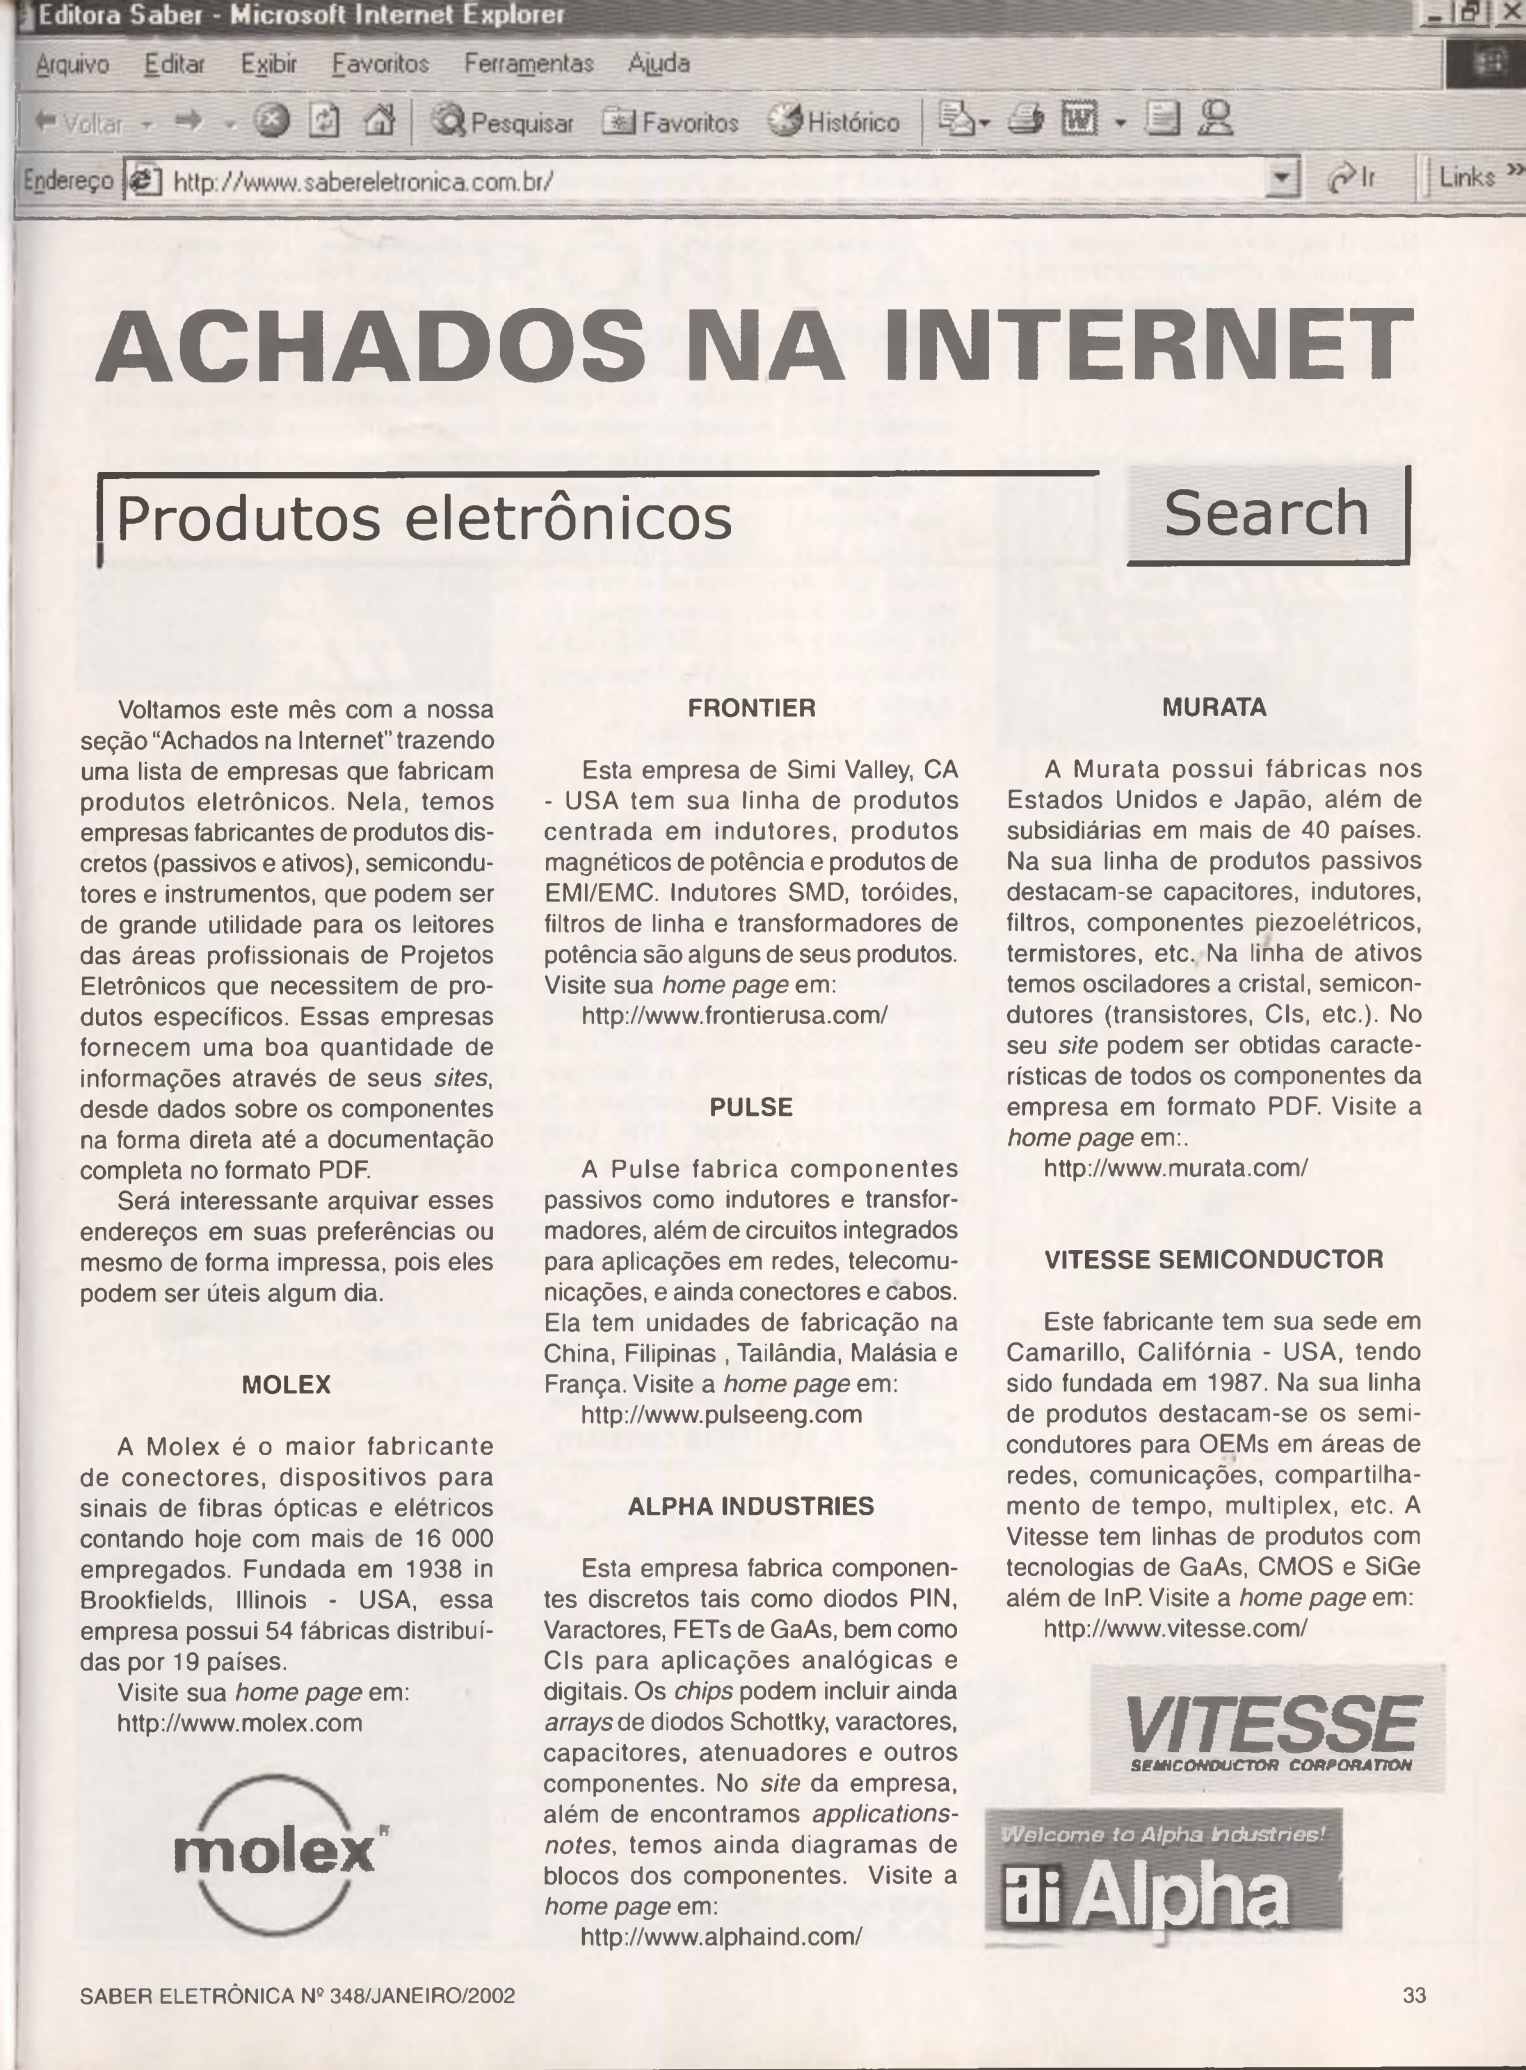 Editora Saber - Microsoft Internet Explorer
Arquivo Editar Exibir Favoritos Ferramentas Ajuda
Voltar Pesquisar Favoritos Histórico
Endereço http://www.sabereletronica.com.br/ Ir Links »
ACHADOS NA INTERNET
Produtos eletrônicos Search
Voltamos este mês com a nossa
seção “Achados na Internet” trazendo
uma lista de empresas que fabricam
produtos eletrônicos. Nela, temos
empresas fabricantes de produtos dis-
cretos (passivos e ativos), semicondu-
tores e instrumentos, que podem ser
de grande utilidade para os leitores
das áreas profissionais de Projetos
Eletrônicos que necessitem de pro-
dutos específicos. Essas empresas
fornecem uma boa quantidade de
informações através de seus sites,
desde dados sobre os componentes
na forma direta até a documentação
completa no formato PDF.
Será interessante arquivar esses
endereços em suas preferências ou
mesmo de forma impressa, pois eles
podem ser úteis algum dia.
MOLEX
A Molex é o maior fabricante
de conectores, dispositivos para
sinais de fibras ópticas e elétricos
contando hoje com mais de 16 000
empregados. Fundada em 1938 in
Brookfields, Illinois - USA, essa
empresa possui 54 fábricas distribuí-
das por 19 países.
Visite sua home page em:
http://www.molex.com
molex
FRONTIER
Esta empresa de Simi Valley, CA
- USA tem sua linha de produtos
centrada em indutores, produtos
magnéticos de potência e produtos de
EMI/EMC. Indutores SMD, toróides,
filtros de linha e transformadores de
potência são alguns de seus produtos.
Visite sua home page em:
http://www.frontierusa.com/
PULSE
A Pulse fabrica componentes
passivos como indutores e transfor-
madores, além de circuitos integrados
para aplicações em redes, telecomu-
nicações, e ainda conectores e cabos.
Ela tem unidades de fabricação na
China, Filipinas , Tailândia, Malásia e
França. Visite a home page em:
http://www.pulseeng.com
ALPHA INDUSTRIES
Esta empresa fabrica componen-
tes discretos tais como diodos PIN,
Varactores, FETs de GaAs, bem como
CIs para aplicações analógicas e
digitais. Os chips podem incluir ainda
arrays de diodos Schottky, varactores,
capacitores, atenuadores e outros
componentes. No site da empresa,
além de encontramos applications-
notes, temos ainda diagramas de
blocos dos componentes. Visite a
home page em:
http://www.alphaind.com/
MURATA
A Murata possui fábricas nos
Estados Unidos e Japão, além de
subsidiárias em mais de 40 países.
Na sua linha de produtos passivos
destacam-se capacitores, indutores,
filtros, componentes piezoelétricos,
termistores, etc. Na linha de ativos
temos osciladores a cristal, semicon-
dutores (transistores, CIs, etc.). No
seu site podem ser obtidas caracte-
rísticas de todos os componentes da
empresa em formato PDF. Visite a
home page em:.
http://www.murata.com/
VITESSE SEMICONDUCTOR
Este fabricante tem sua sede em
Camarillo, Califórnia - USA, tendo
sido fundada em 1987. Na sua linha
de produtos destacam-se os semi-
condutores para OEMs em áreas de
redes, comunicações, compartilha-
mento de tempo, multiplex, etc. A
Vitesse tem linhas de produtos com
tecnologias de GaAs, CMOS e SiGe
além de InP. Visite a home page em:
http://www.vitesse.com/
VITESSE
SEMICONDUCTOR CORPORATION
Welcome to Alpha Industries!
ai Alpha
SABER ELETRÔNICA Nº 348/JANEIRO/2002 33